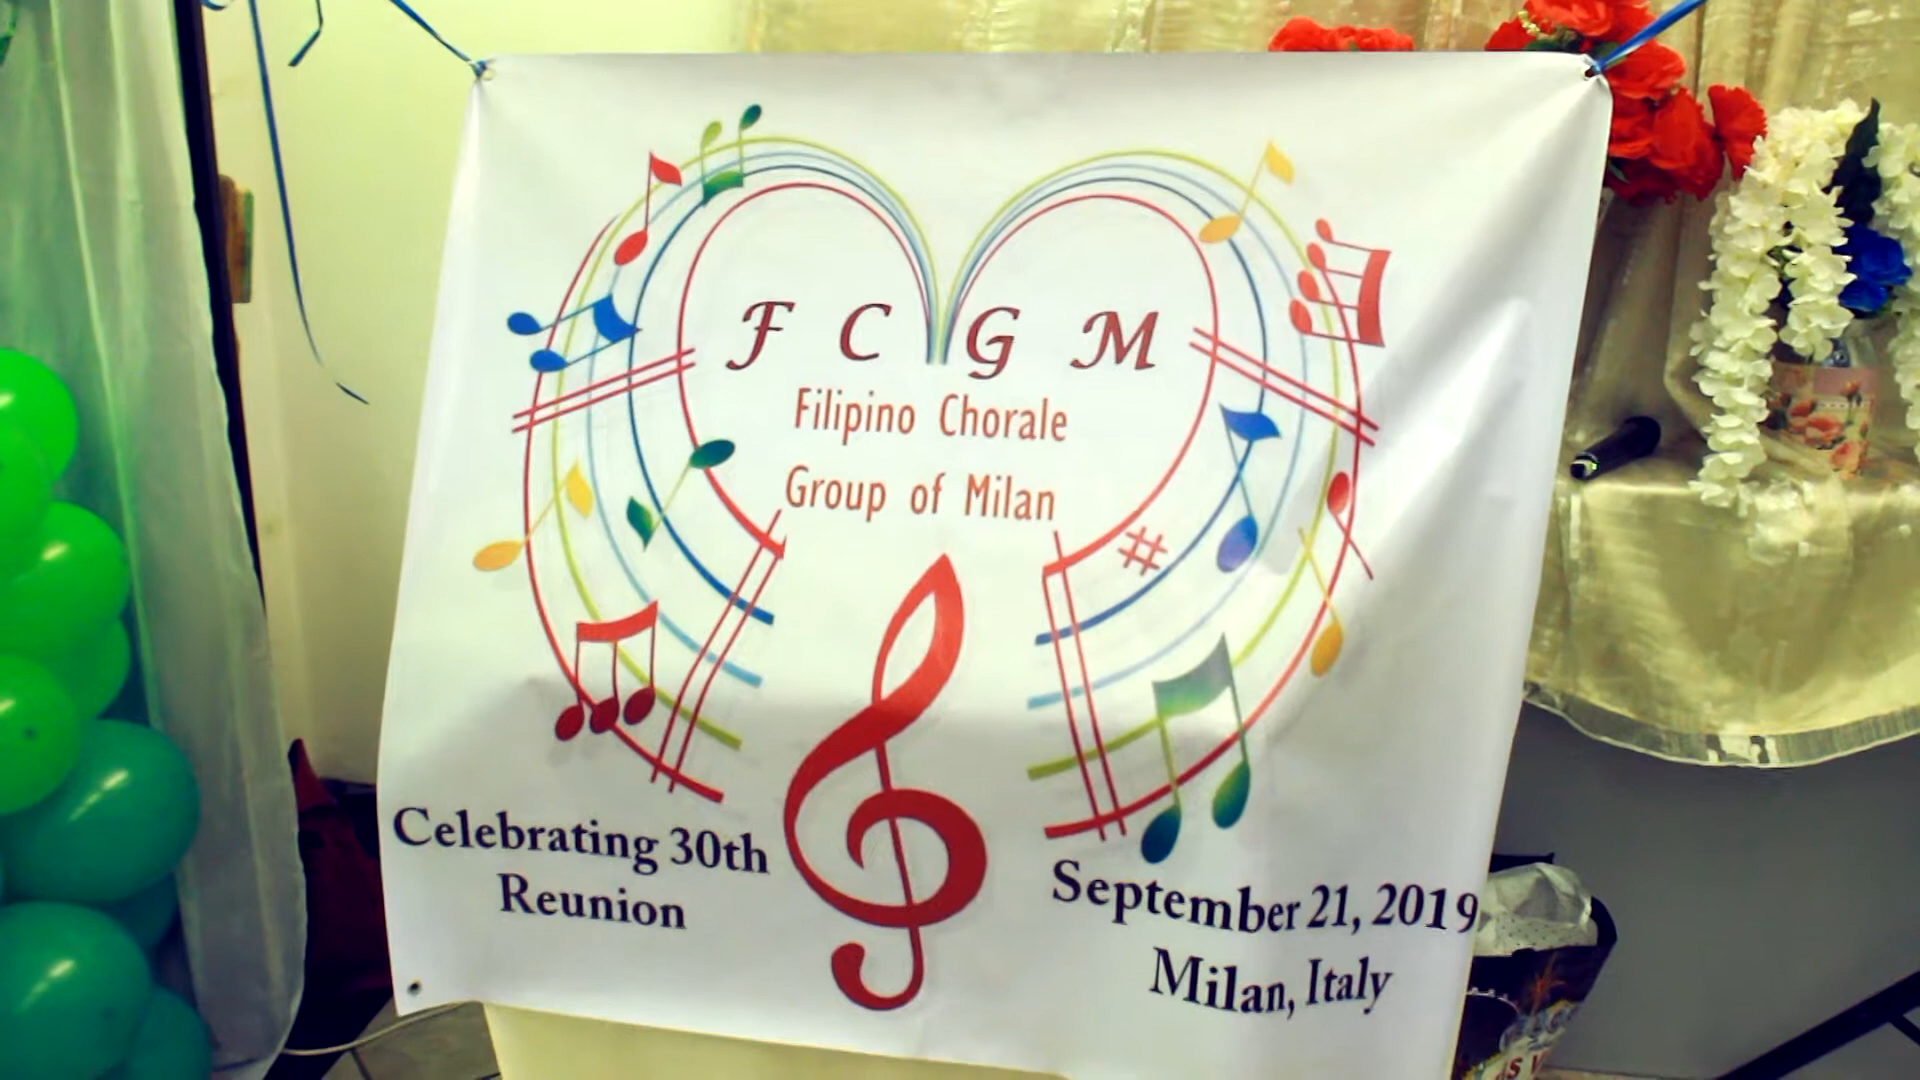 F C G M
Filipino Chorale
Group of Milan
Celebrating 30th
Reunion
September 21, 2019
Milan, Italy